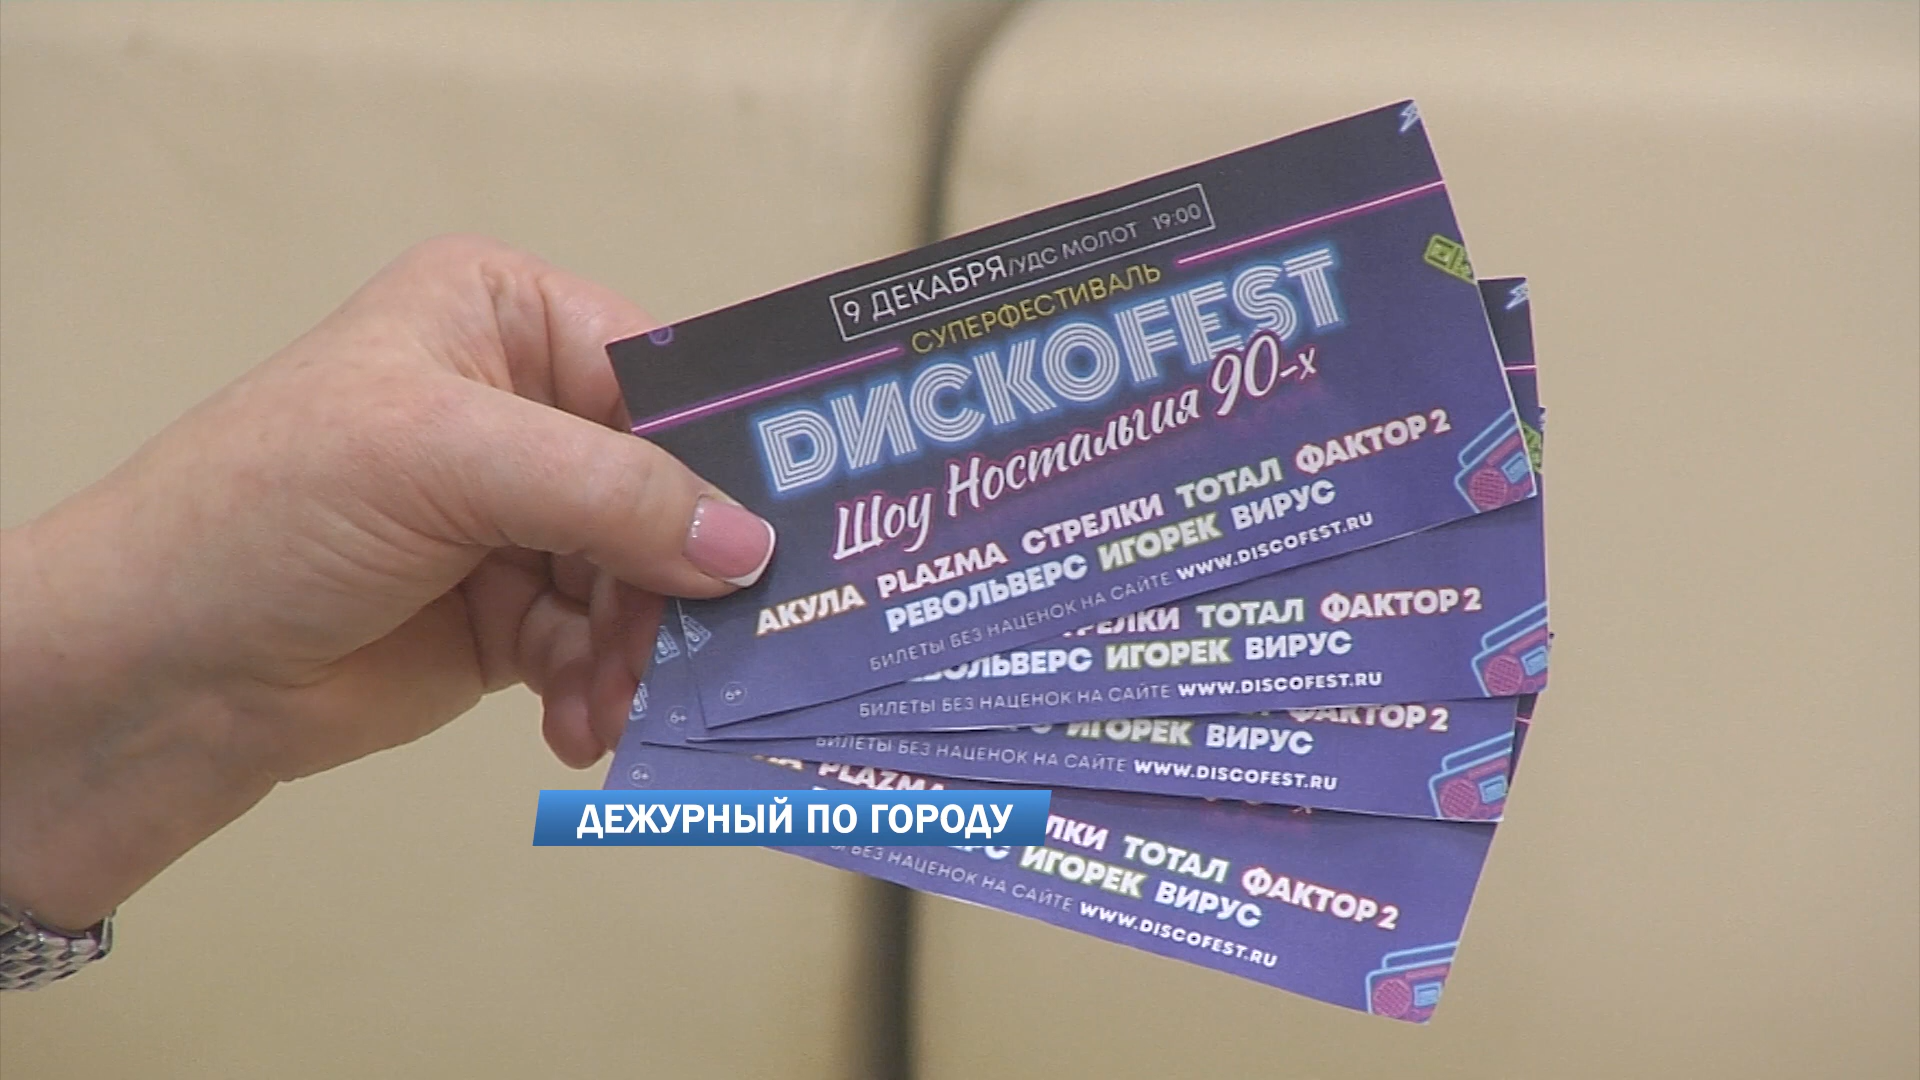 9 ДЕКАБРЯ/УДС МОЛОТ 19:00
СУПЕРФЕСТИВАЛЬ
DИСКОFEST
Шоу Ностальгия 90-х
АКУЛА PLAZMA СТРЕЛКИ ТОТАЛ ФАКТОР 2
РЕВОЛЬВЕРС ИГОРЕК ВИРУС
БИЛЕТЫ БЕЗ НАЦЕНОК НА САЙТЕ WWW.DISCOFEST.RU
6+
ТОТАЛ ФАКТОР 2
ИГОРЕК ВИРУС
БИЛЕТЫ БЕЗ НАЦЕНОК НА САЙТЕ WWW.DISCOFEST.RU
6+
ФАКТОР 2
ИГОРЕК ВИРУС
БИЛЕТЫ БЕЗ НАЦЕНОК НА САЙТЕ WWW.DISCOFEST.RU
6+
PLAZMA
ДЕЖУРНЫЙ ПО ГОРОДУ
ЛКИ ТОТАЛ ФАКТОР 2
ИГОРЕК ВИРУС
БЕЗ НАЦЕНОК НА САЙТЕ WWW.DISCOFEST.RU